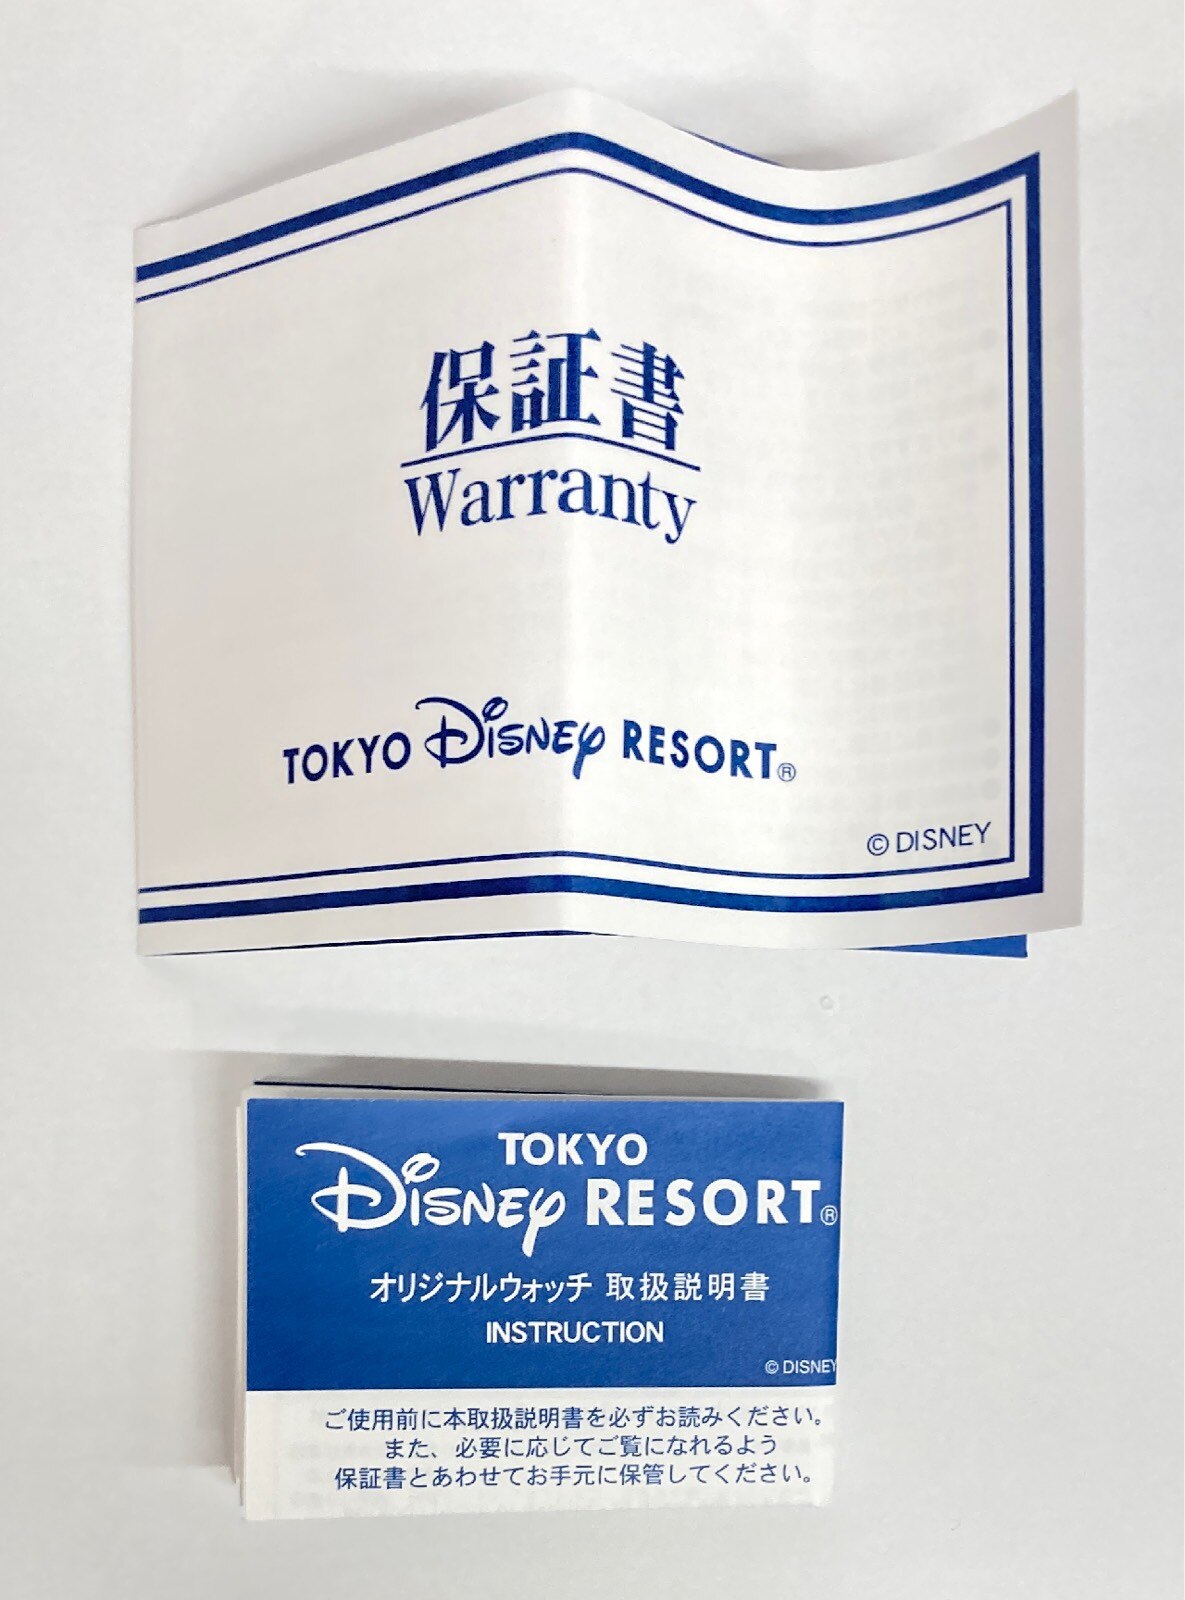 保証書
Warranty
TOKYO Disney RESORT®
© DISNEY
TOKYO
Disney RESORT®
オリジナルウォッチ 取扱説明書
INSTRUCTION
© DISNEY
ご使用前に本取扱説明書を必ずお読みください。
また、必要に応じてご覧になれるよう
保証書とあわせてお手元に保管してください。